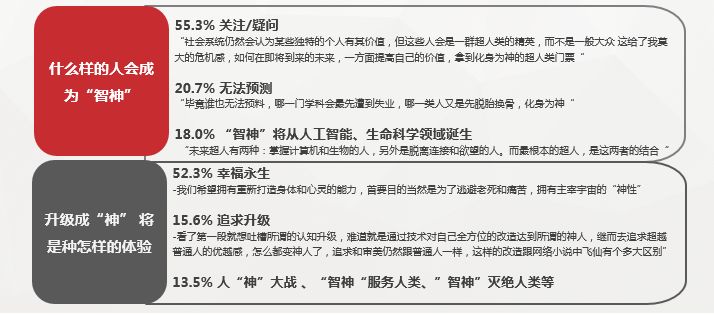 什么样的人会成
为“智神”
55.3% 关注/疑问
“社会系统仍然会认为某些独特的个人有其价值，但这些人会是一群超人类的精英，而不是一般大众 这给了我莫
大的危机感，如何在即将到来的未来，一方面提高自己的价值，拿到化身为神的超人类门票“
20.7% 无法预测
“毕竟谁也无法预料，哪一门学科会最先遭到失业，哪一类人又是先脱胎换骨，化身为神“
18.0% “智神”将从人工智能、生命科学领域诞生
“未来超人有两种：掌握计算机和生物的人，另外是脱离连接和欲望的人。而最根本的超人，是这两者的结合“
升级成“神” 将
是种怎样的体验
52.3% 幸福永生
-我们希望拥有重新打造身体和心灵的能力，首要目的当然是为了逃避老死和痛苦，拥有主宰宇宙的“神性”
15.6% 追求升级
-看了第一段就想吐槽所谓的认知升级，难道就是通过技术对自己全方位的改造达到所谓的神人，继而去追求超越
普通人的优越感，怎么都变神人了，追求和审美仍然跟普通人一样，这样的改造跟网络小说中飞仙有个多大区别”
13.5% 人“神”大战 、“智神“服务人类、”智神”灭绝人类等